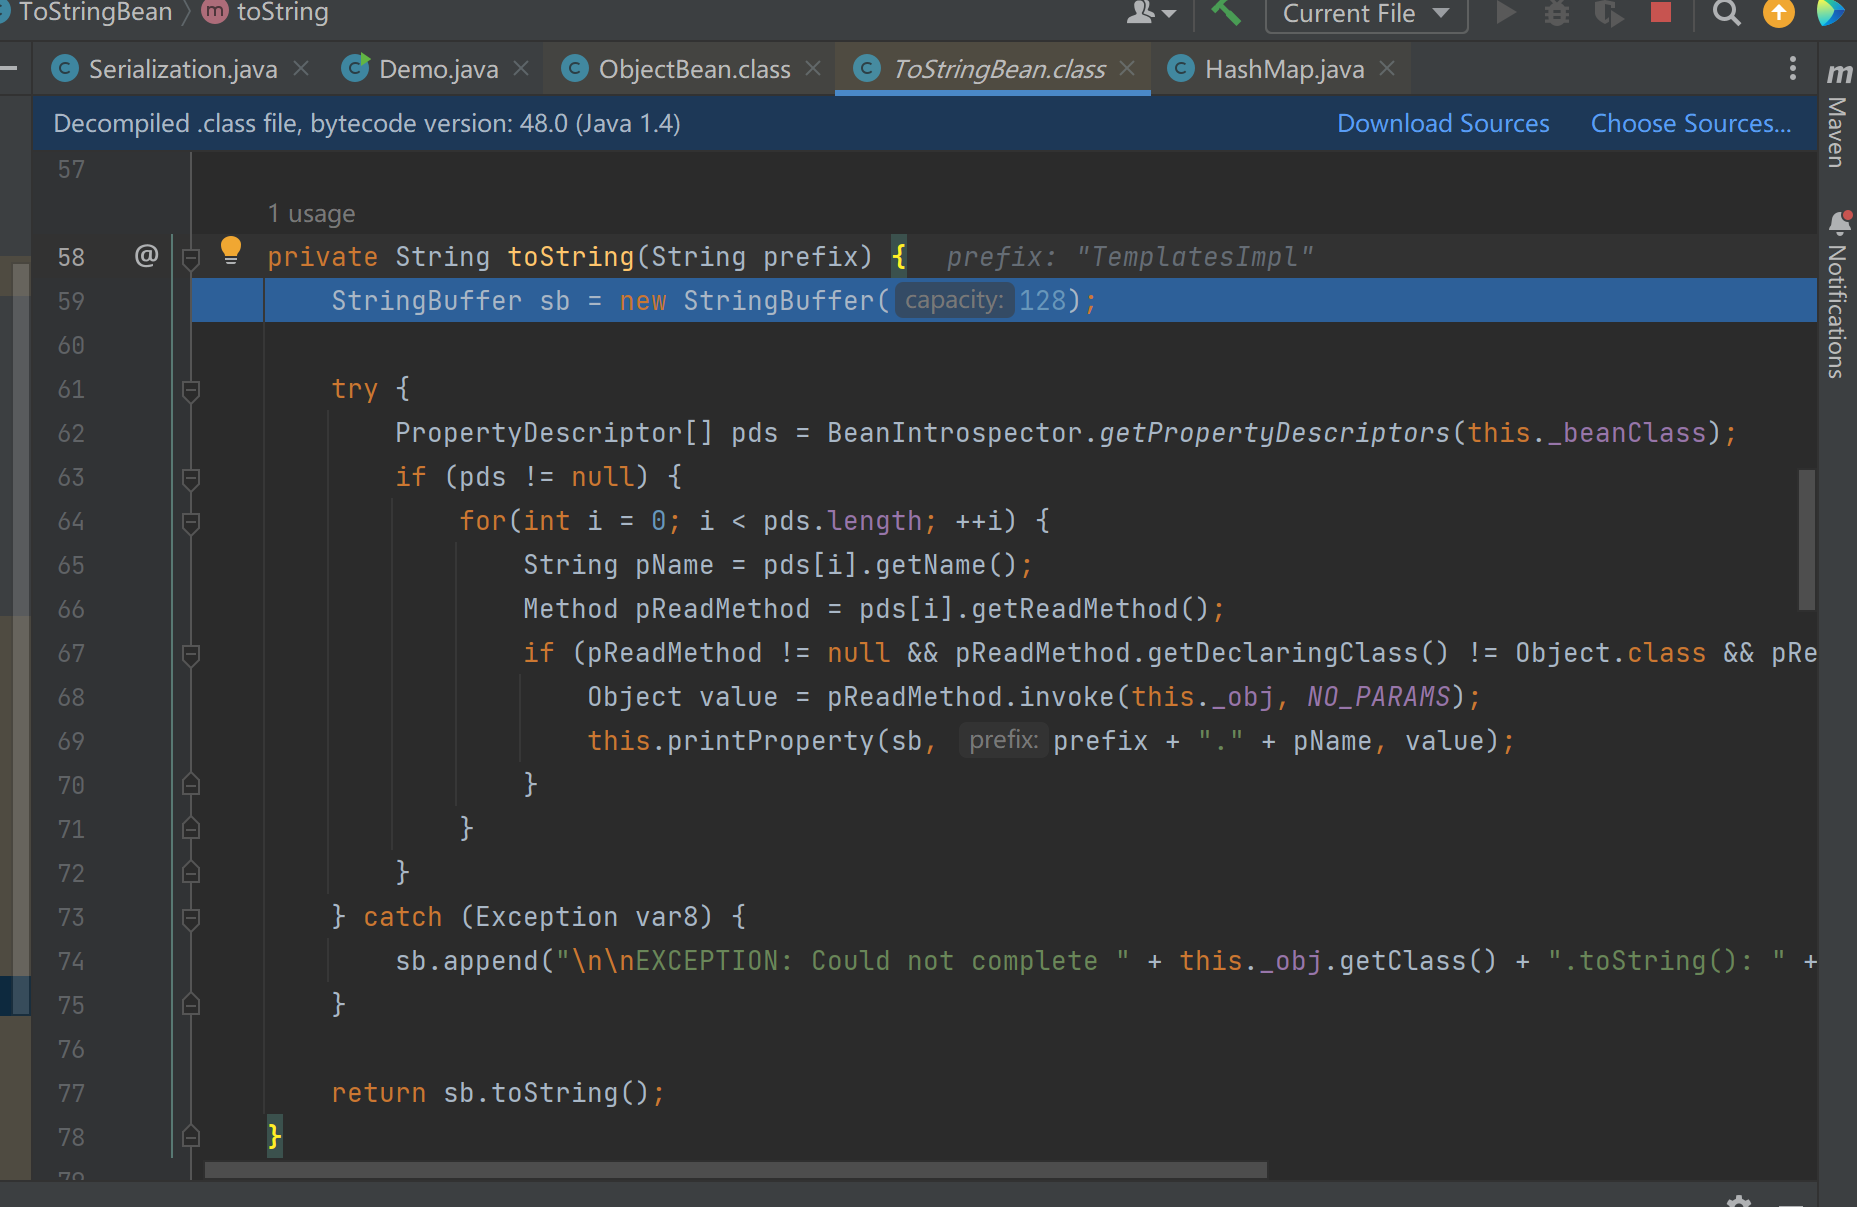 ToStringBean
toString
Current File
Serialization.java
Demo.java
ObjectBean.class
ToStringBean.class
HashMap.java
Decompiled .class file, bytecode version: 48.0 (Java 1.4)
Download Sources
Choose Sources...
Maven
Notifications
57
1 usage
58 @ private String toString(String prefix) { prefix: "TemplatesImpl"
59 StringBuffer sb = new StringBuffer( capacity: 128);
60
61 try {
62 PropertyDescriptor[] pds = BeanIntrospector.getPropertyDescriptors(this._beanClass);
63 if (pds != null) {
64 for(int i = 0; i < pds.length; ++i) {
65 String pName = pds[i].getName();
66 Method pReadMethod = pds[i].getReadMethod();
67 if (pReadMethod != null && pReadMethod.getDeclaringClass() != Object.class && pRe
68 Object value = pReadMethod.invoke(this._obj, NO_PARAMS);
69 this.printProperty(sb, prefix: prefix + "." + pName, value);
70 }
71 }
72 }
73 } catch (Exception var8) {
74 sb.append("\n\nEXCEPTION: Could not complete " + this._obj.getClass() + ".toString(): " +
75 }
76
77 return sb.toString();
78 }
79